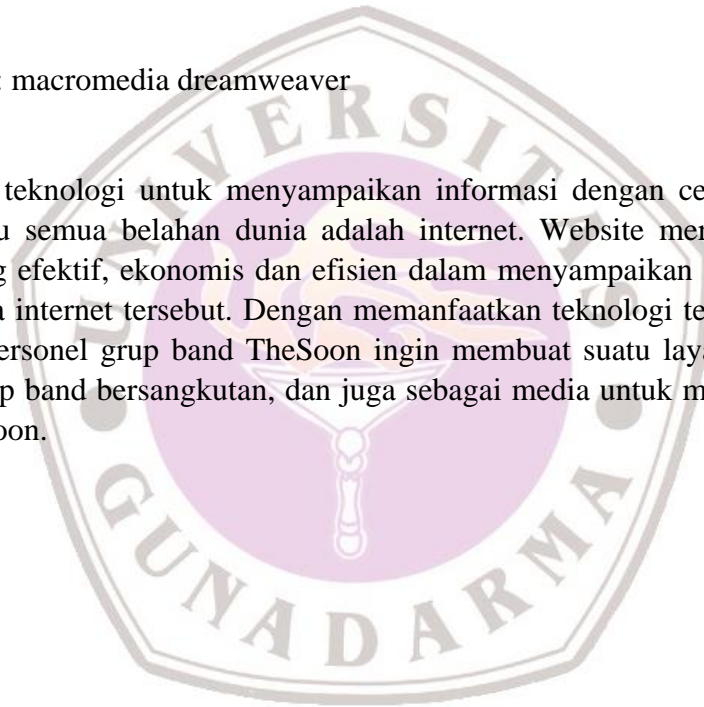 : macromedia dreamweaver
teknologi untuk menyampaikan informasi dengan ce
u semua belahan dunia adalah internet. Website mer
g efektif, ekonomis dan efisien dalam menyampaikan
a internet tersebut. Dengan memanfaatkan teknologi te
ersonel grup band TheSoon ingin membuat suatu laya
p band bersangkutan, dan juga sebagai media untuk m
oon.
UNIVERSITAS
GUNADARMA